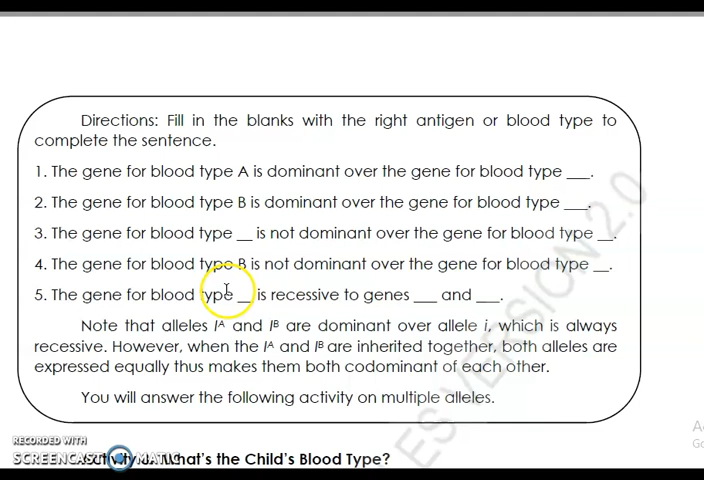 Directions: Fill in the blanks with the right antigen or blood type to
complete the sentence.
1. The gene for blood type A is dominant over the gene for blood type ___.
2. The gene for blood type B is dominant over the gene for blood type ___.
3. The gene for blood type __ is not dominant over the gene for blood type __.
4. The gene for blood type B is not dominant over the gene for blood type __.
5. The gene for blood type __ is recessive to genes ___ and ___.
Note that alleles Iᴬ and Iᴮ are dominant over allele i, which is always
recessive. However, when the Iᴬ and Iᴮ are inherited together, both alleles are
expressed equally thus makes them both codominant of each other.
You will answer the following activity on multiple alleles.
ES VERSION 2.0
RECORDED WITH
SCREENCAST MATIC
What's the Child's Blood Type?